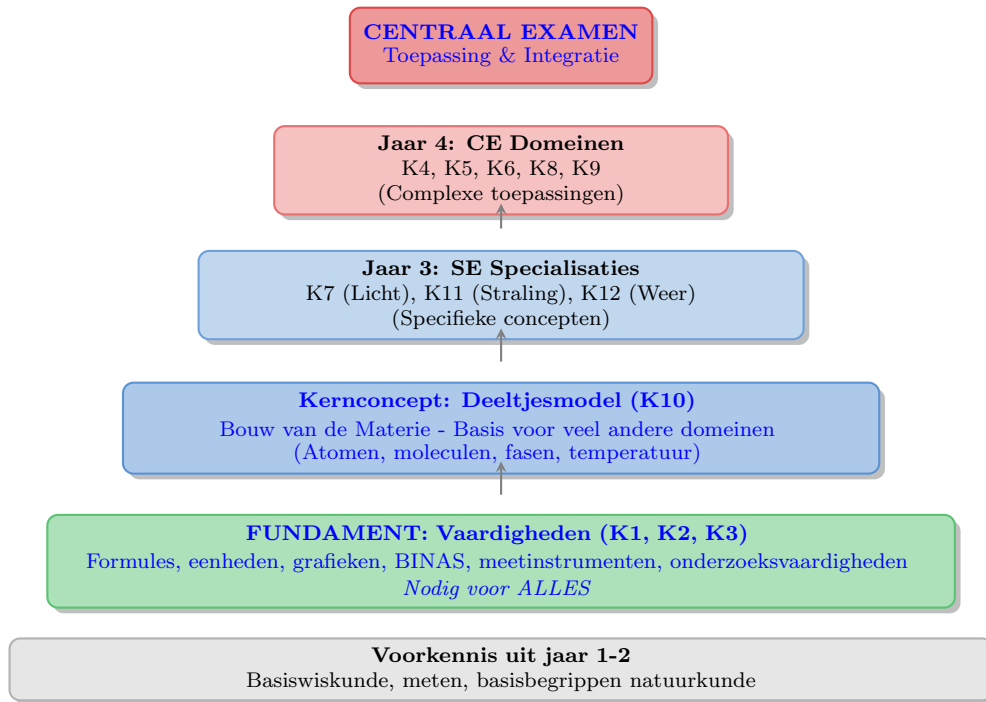 CENTRAAL EXAMEN
Toepassing & Integratie
Jaar 4: CE Domeinen
K4, K5, K6, K8, K9
(Complexe toepassingen)
Jaar 3: SE Specialisaties
K7 (Licht), K11 (Straling), K12 (Weer)
(Specifieke concepten)
Kernconcept: Deeltjesmodel (K10)
Bouw van de Materie - Basis voor veel andere domeinen
(Atomen, moleculen, fasen, temperatuur)
FUNDAMENT: Vaardigheden (K1, K2, K3)
Formules, eenheden, grafieken, BINAS, meetinstrumenten, onderzoeksvaardigheden
Nodig voor ALLES
Voorkennis uit jaar 1-2
Basiswiskunde, meten, basisbegrippen natuurkunde